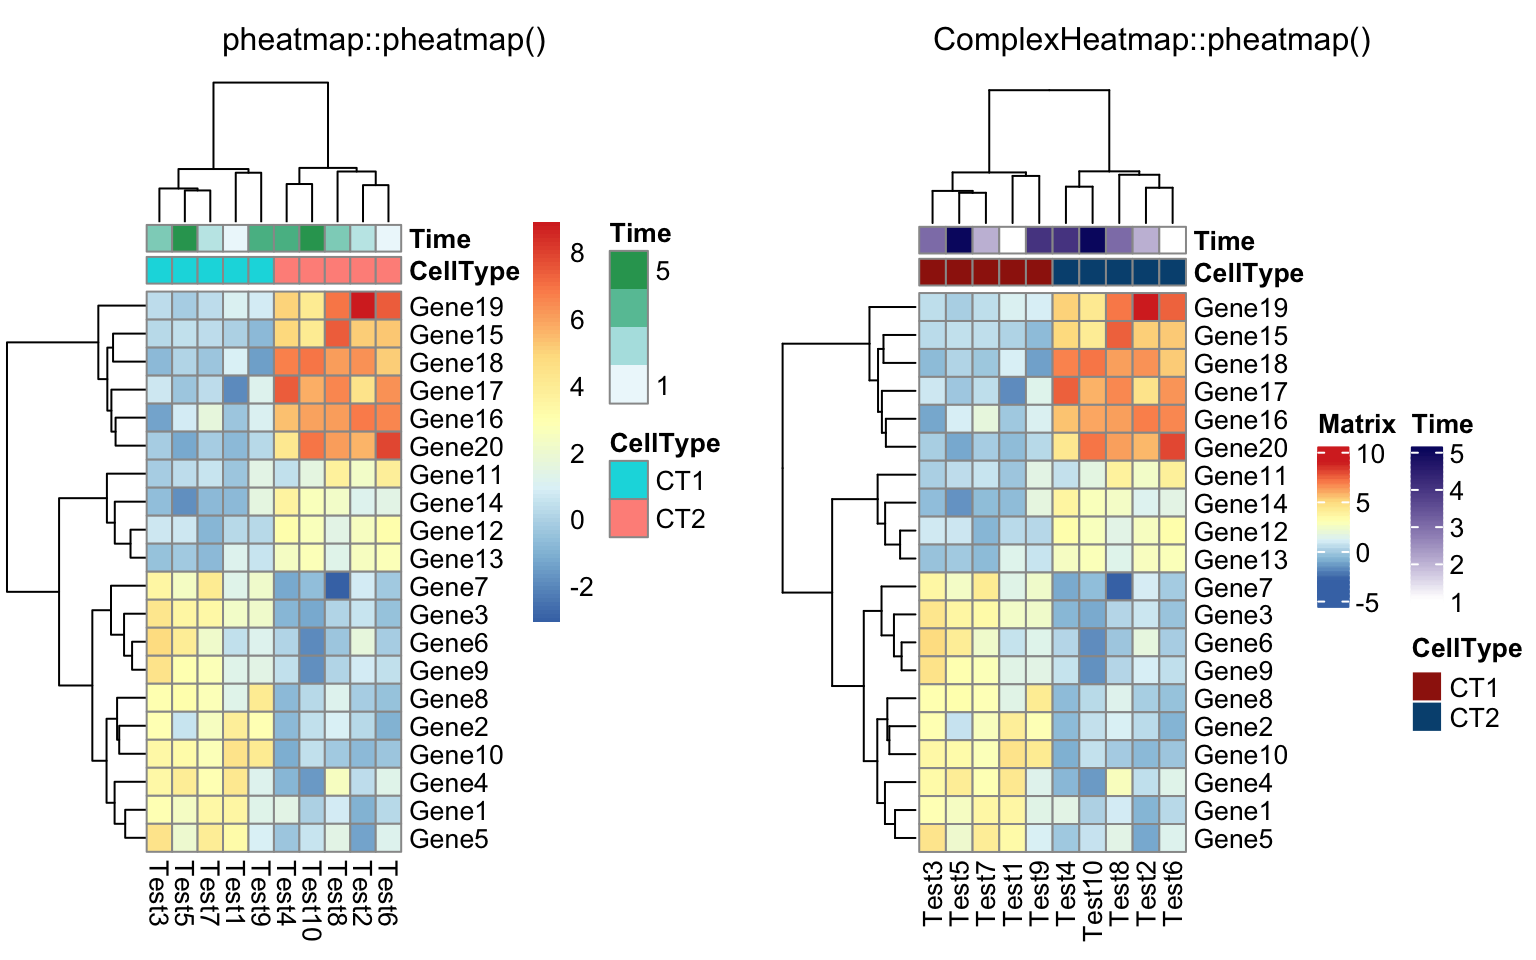 pheatmap::pheatmap()
Time
CellType
Gene19
Gene15
Gene18
Gene17
Gene16
Gene20
Gene11
Gene14
Gene12
Gene13
Gene7
Gene3
Gene6
Gene9
Gene8
Gene2
Gene10
Gene4
Gene1
Gene5
Test3
Test5
Test7
Test1
Test9
Test4
Test10
Test8
Test2
Test6
8
6
4
2
0
-2
Time
5
1
CellType
CT1
CT2
ComplexHeatmap::pheatmap()
Time
CellType
Gene19
Gene15
Gene18
Gene17
Gene16
Gene20
Gene11
Gene14
Gene12
Gene13
Gene7
Gene3
Gene6
Gene9
Gene8
Gene2
Gene10
Gene4
Gene1
Gene5
Test3
Test5
Test7
Test1
Test9
Test4
Test10
Test8
Test2
Test6
Matrix
10
5
0
-5
Time
5
4
3
2
1
CellType
CT1
CT2